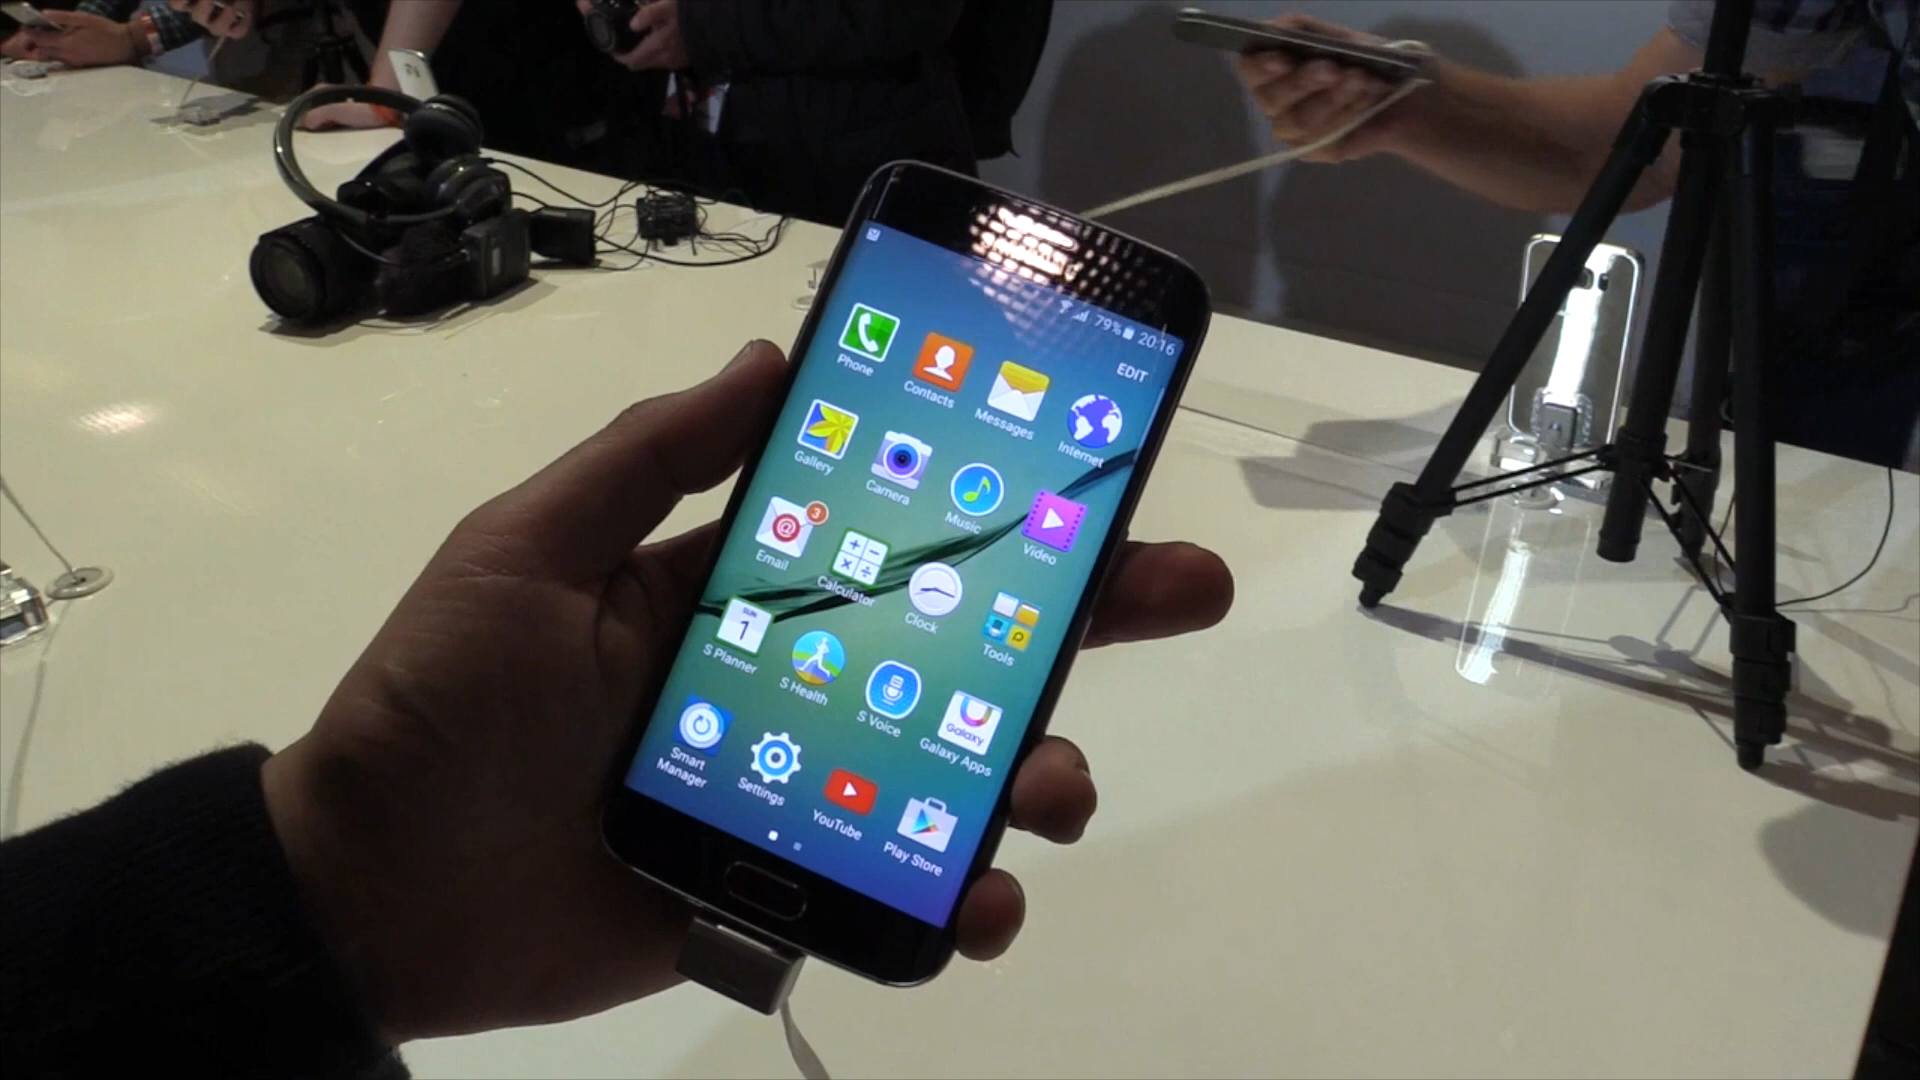 79% 20:16
EDIT
Phone
Contacts
Messages
Internet
Gallery
Camera
Music
Video
Email
3
Calculator
Clock
Tools
SUN
1
S Planner
S Health
S Voice
Galaxy
Galaxy Apps
Smart
Manager
Settings
YouTube
Play Store